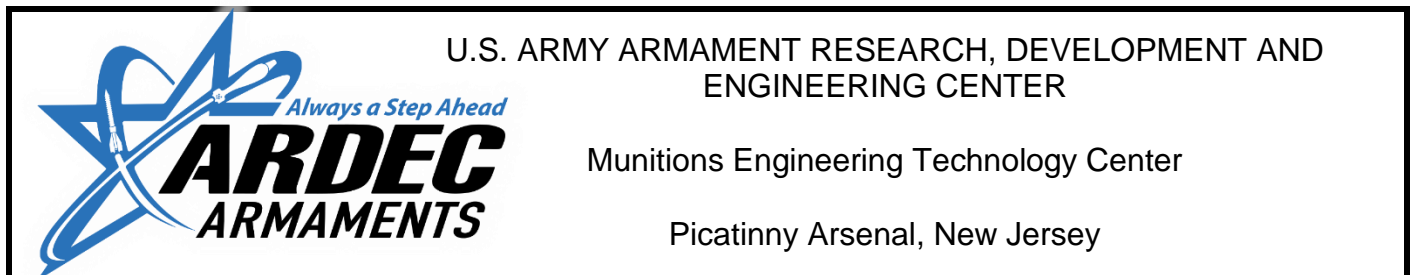 U.S. ARMY ARMAMENT RESEARCH, DEVELOPMENT AND
ENGINEERING CENTER
Always a Step Ahead
ARDEC
ARMAMENTS
Munitions Engineering Technology Center
Picatinny Arsenal, New Jersey